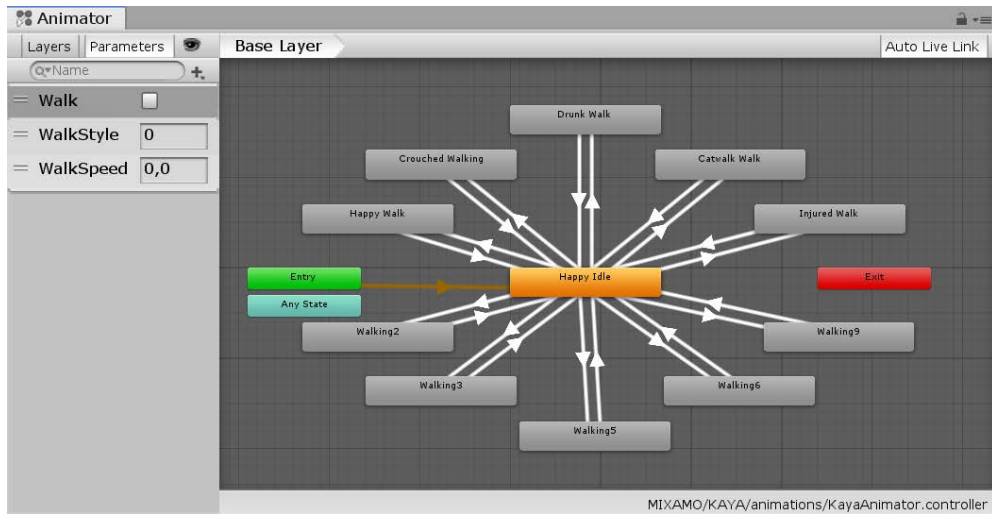 Animator
Layers Parameters
Base Layer
Auto Live Link
Name
Walk
WalkStyle 0
WalkSpeed 0,0
Drunk Walk
Crouched Walking
Catwalk Walk
Happy Walk
Injured Walk
Entry
Happy Idle
Exit
Any State
Walking2
Walking9
Walking3
Walking6
Walking5
MIXAMO/KAYA/animations/KayaAnimator.controller